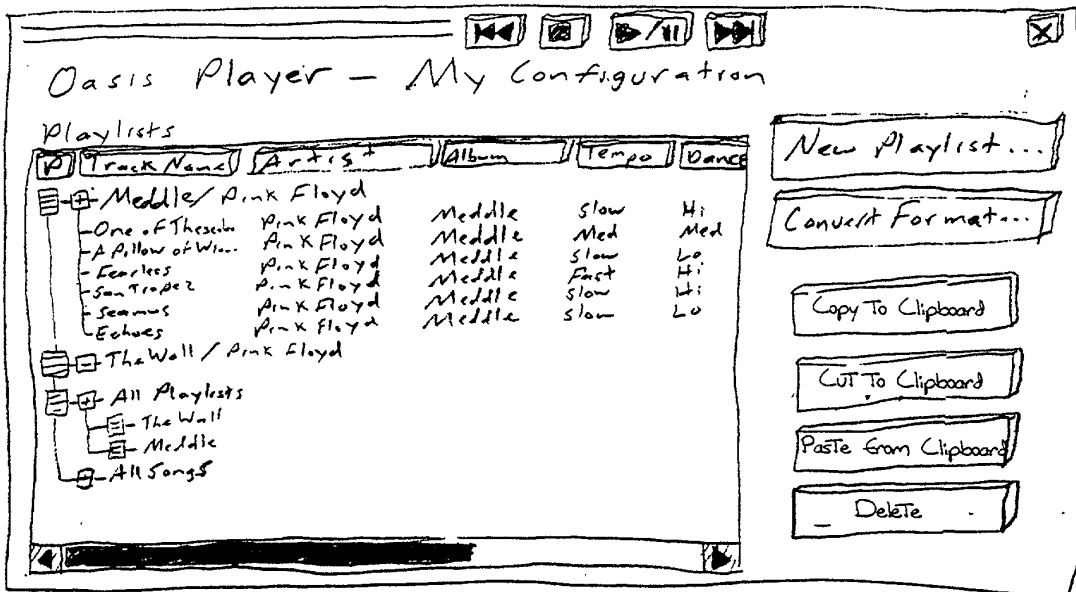 Oasis Player - My Configuration
Playlists
P Track Name Artist Album Tempo Dance
Meddle/ Pink Floyd
One of These... Pink Floyd Meddle Slow Hi
A Pillow of Win... Pink Floyd Meddle Med Med
Fearless Pink Floyd Meddle Slow Lo
San Tropez Pink Floyd Meddle Fast Hi
Seamus Pink Floyd Meddle Slow Hi
Echoes Pink Floyd Meddle Slow Lo
The Wall / Pink Floyd
All Playlists
The Wall
Meddle
All Songs
New Playlist...
Convert Format...
Copy To Clipboard
Cut To Clipboard
Paste From Clipboard
Delete